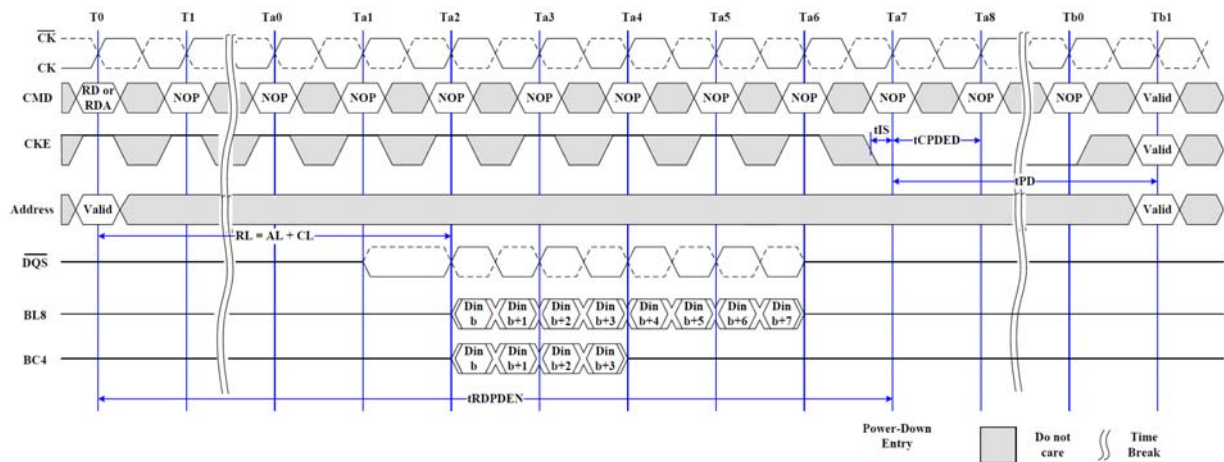 T0 T1 Ta0 Ta1 Ta2 Ta3 Ta4 Ta5 Ta6 Ta7 Ta8 Tb0 Tb1
CK
CK
CMD RD or RDA NOP NOP NOP NOP NOP NOP NOP NOP NOP NOP NOP Valid
tIS
CKE tCPDED Valid
tPD
Address Valid Valid
RL = AL + CL
DQS
BL8 Din b Din b+1 Din b+2 Din b+3 Din b+4 Din b+5 Din b+6 Din b+7
BC4 Din b Din b+1 Din b+2 Din b+3
tRDPDEN
Power-Down
Entry
Do not
care
Time
Break